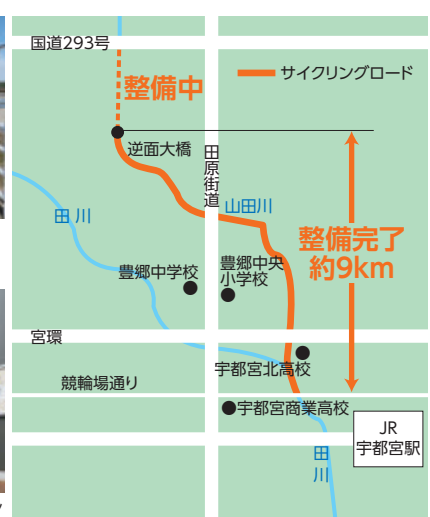 国道293号
サイクリングロード
整備中
逆面大橋
田原街道
山田川
田川
整備完了
約9km
豊郷中学校
豊郷中央
小学校
宮環
宇都宮北高校
競輪場通り
宇都宮商業高校
JR
宇都宮駅
田川